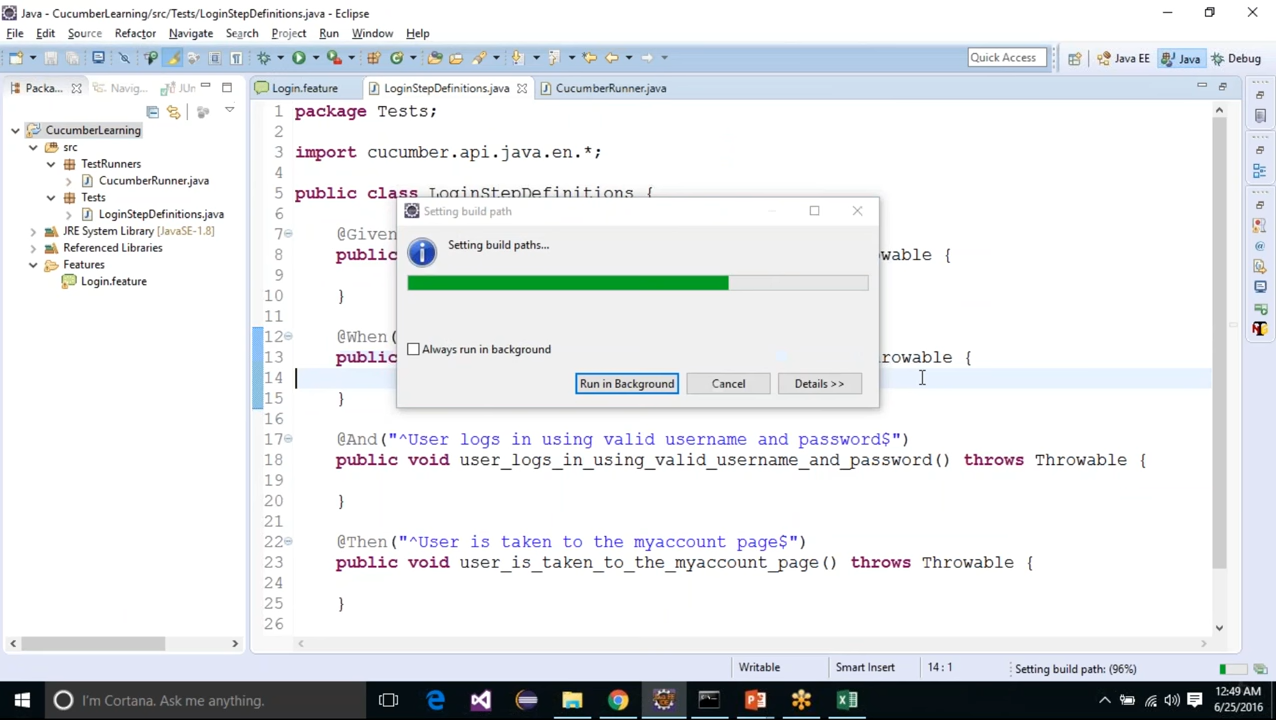 Java - CucumberLearning/src/Tests/LoginStepDefinitions.java - Eclipse
File Edit Source Refactor Navigate Search Project Run Window Help
Quick Access Java EE Java Debug
Packa... Navig... JUn Login.feature LoginStepDefinitions.java CucumberRunner.java
CucumberLearning
src
TestRunners
CucumberRunner.java
Tests
LoginStepDefinitions.java
JRE System Library [JavaSE-1.8]
Referenced Libraries
Features
Login.feature
1 package Tests;
2
3 import cucumber.api.java.en.*;
4
5 public class LoginStepDefinitions {
6
7 @Given
8 public owable {
9
10 }
11
12 @When(
13 public rowable {
14
15 }
16
17 @And("^User logs in using valid username and password$")
18 public void user_logs_in_using_valid_username_and_password() throws Throwable {
19
20 }
21
22 @Then("^User is taken to the myaccount page$")
23 public void user_is_taken_to_the_myaccount_page() throws Throwable {
24
25 }
26
Setting build path
Setting build paths...
Always run in background
Run in Background Cancel Details >>
Writable Smart Insert 14 : 1 Setting build path: (96%)
I'm Cortana. Ask me anything. 12:49 AM
6/25/2016